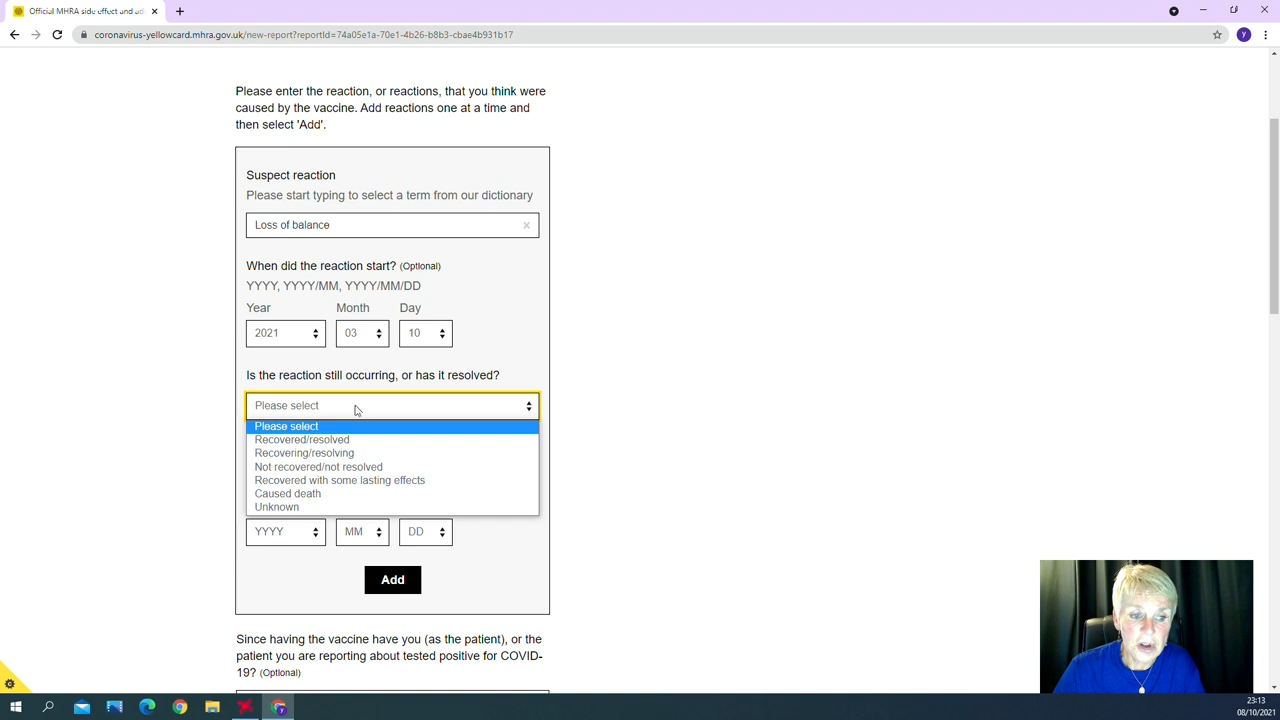 Official MHRA side effect and ad
coronavirus-yellowcard.mhra.gov.uk/new-report?reportId=74a05e1a-70e1-4b26-b8b3-cbae4b931b17
Y
Please enter the reaction, or reactions, that you think were
caused by the vaccine. Add reactions one at a time and
then select 'Add'.
Suspect reaction
Please start typing to select a term from our dictionary
Loss of balance
When did the reaction start? (Optional)
YYYY, YYYY/MM, YYYY/MM/DD
Year Month Day
2021 03 10
Is the reaction still occurring, or has it resolved?
Please select
Please select
Recovered/resolved
Recovering/resolving
Not recovered/not resolved
Recovered with some lasting effects
Caused death
Unknown
YYYY MM DD
Add
Since having the vaccine have you (as the patient), or the
patient you are reporting about tested positive for COVID-
19? (Optional)
23:13
08/10/2021